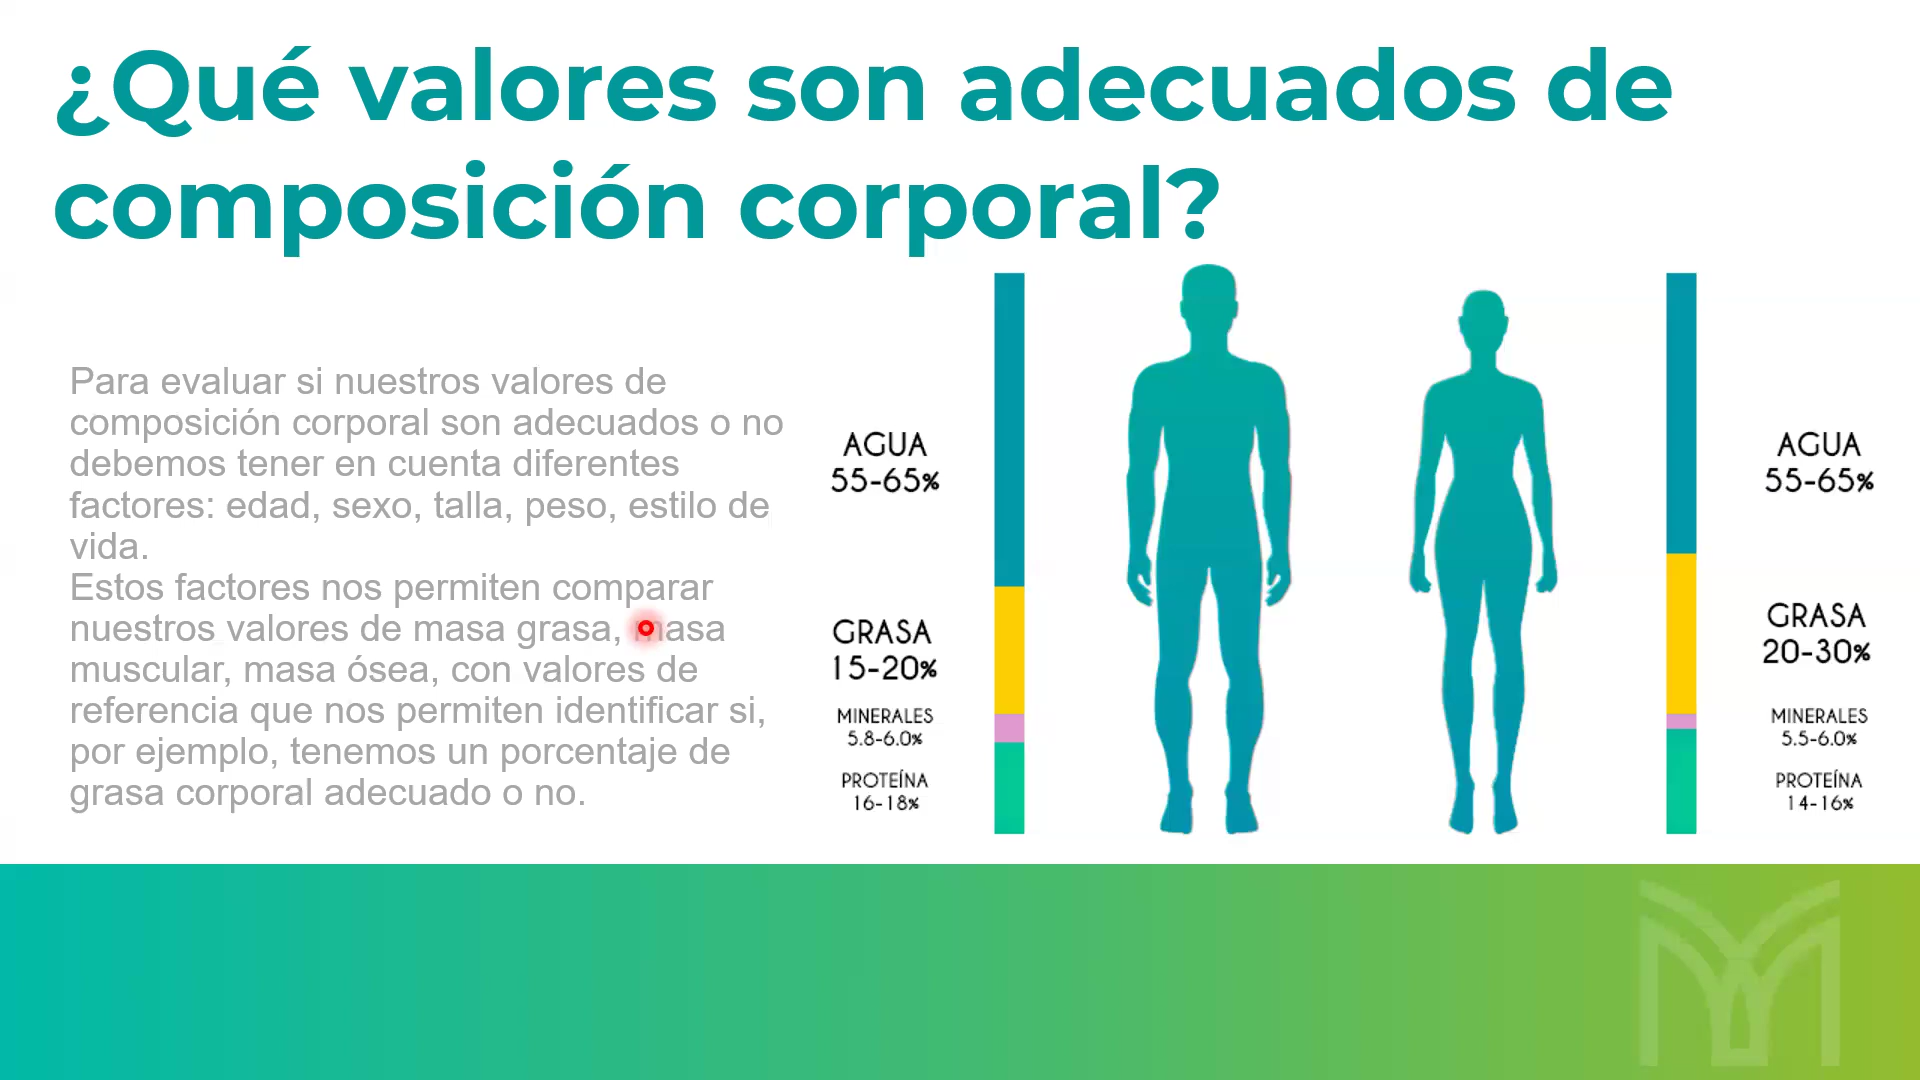 ¿Qué valores son adecuados de
composición corporal?
Para evaluar si nuestros valores de
composición corporal son adecuados o no
debemos tener en cuenta diferentes
factores: edad, sexo, talla, peso, estilo de
vida.
Estos factores nos permiten comparar
nuestros valores de masa grasa, masa
muscular, masa ósea, con valores de
referencia que nos permiten identificar si,
por ejemplo, tenemos un porcentaje de
grasa corporal adecuado o no.
AGUA
55-65%
GRASA
15-20%
MINERALES
5.8-6.0%
PROTEÍNA
16-18%
AGUA
55-65%
GRASA
20-30%
MINERALES
5.5-6.0%
PROTEÍNA
14-16%